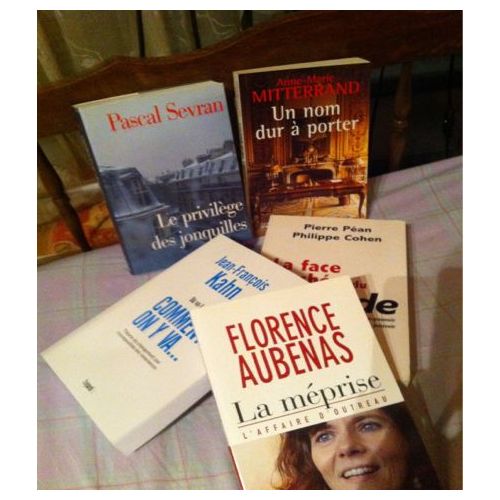 Pascal Sevran
Le privilège
des jonquilles
Anne-Marie
MITTERRAND
Un nom
dur à porter
Pierre Péan
Philippe Cohen
La face
du
Jean-François
Kahn
COMMENT
ON Y VA...
FLORENCE
AUBENAS
La méprise
L'AFFAIRE D'OUTREAU